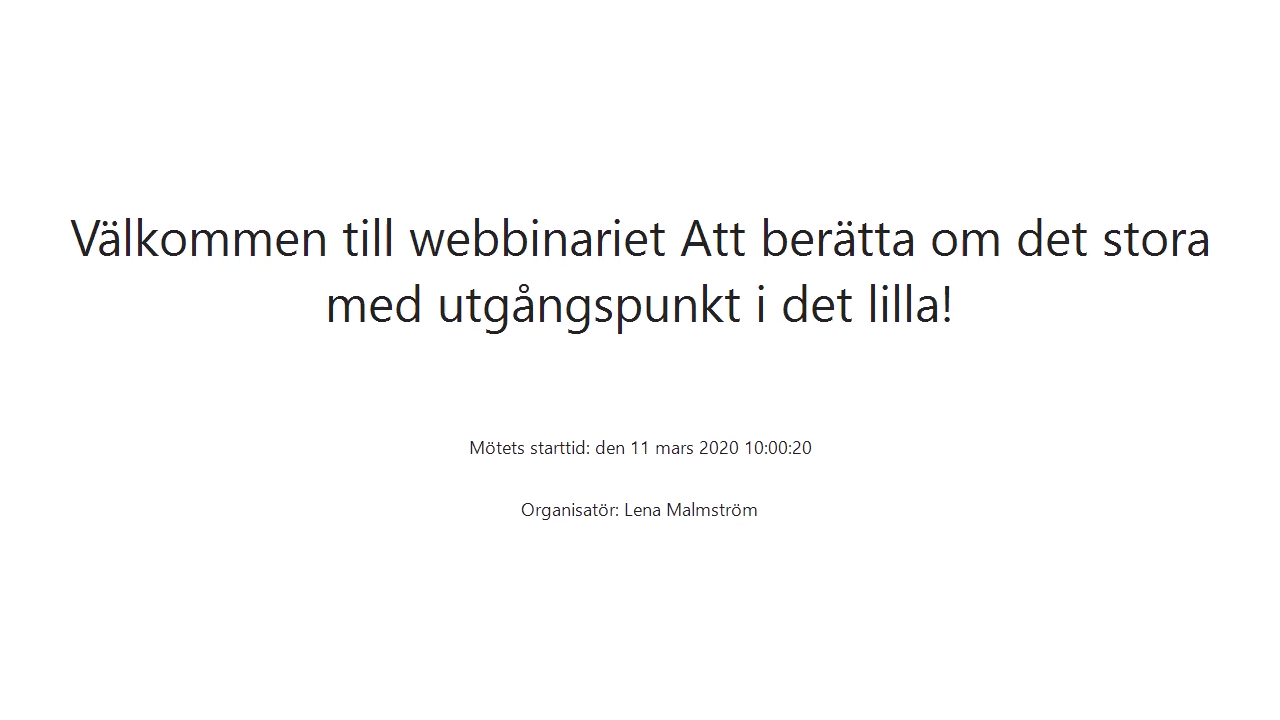 Välkommen till webbinariet Att berätta om det stora
med utgångspunkt i det lilla!
Mötets starttid: den 11 mars 2020 10:00:20
Organisatör: Lena Malmström